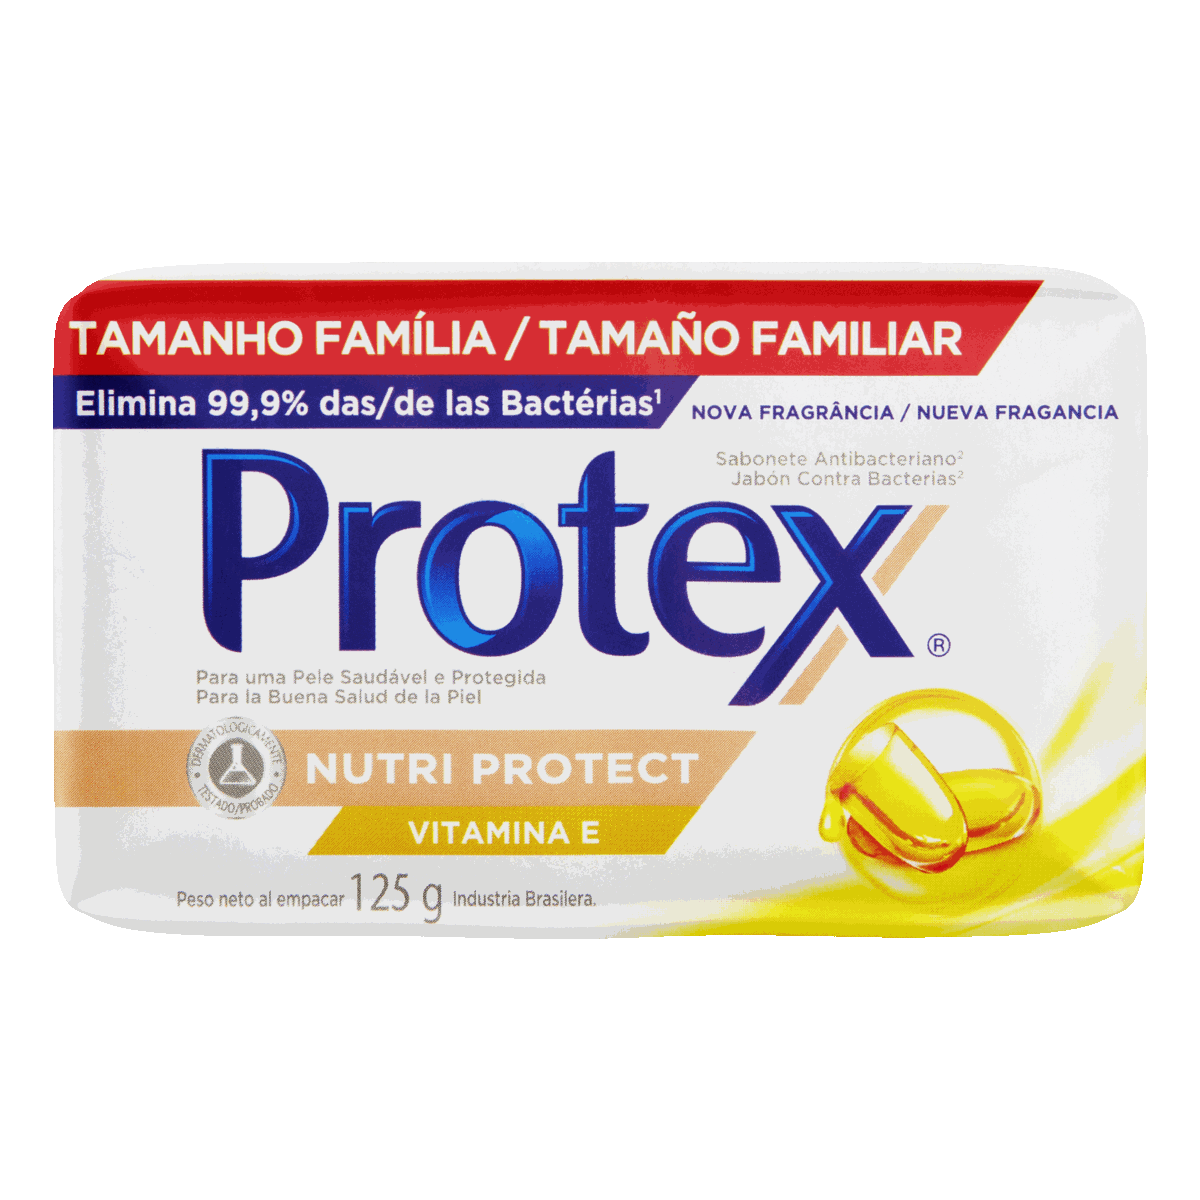 TAMANHO FAMÍLIA / TAMAÑO FAMILIAR
Elimina 99,9% das/de las Bactérias¹
NOVA FRAGRÂNCIA / NUEVA FRAGANCIA
Sabonete Antibacteriano²
Jabón Contra Bacterias²
Protex®
Para uma Pele Saudável e Protegida
Para la Buena Salud de la Piel
DERMATOLOGICAMENTE
TESTADO/PROBADO
NUTRI PROTECT
VITAMINA E
Peso neto al empacar 125 g Industria Brasilera.